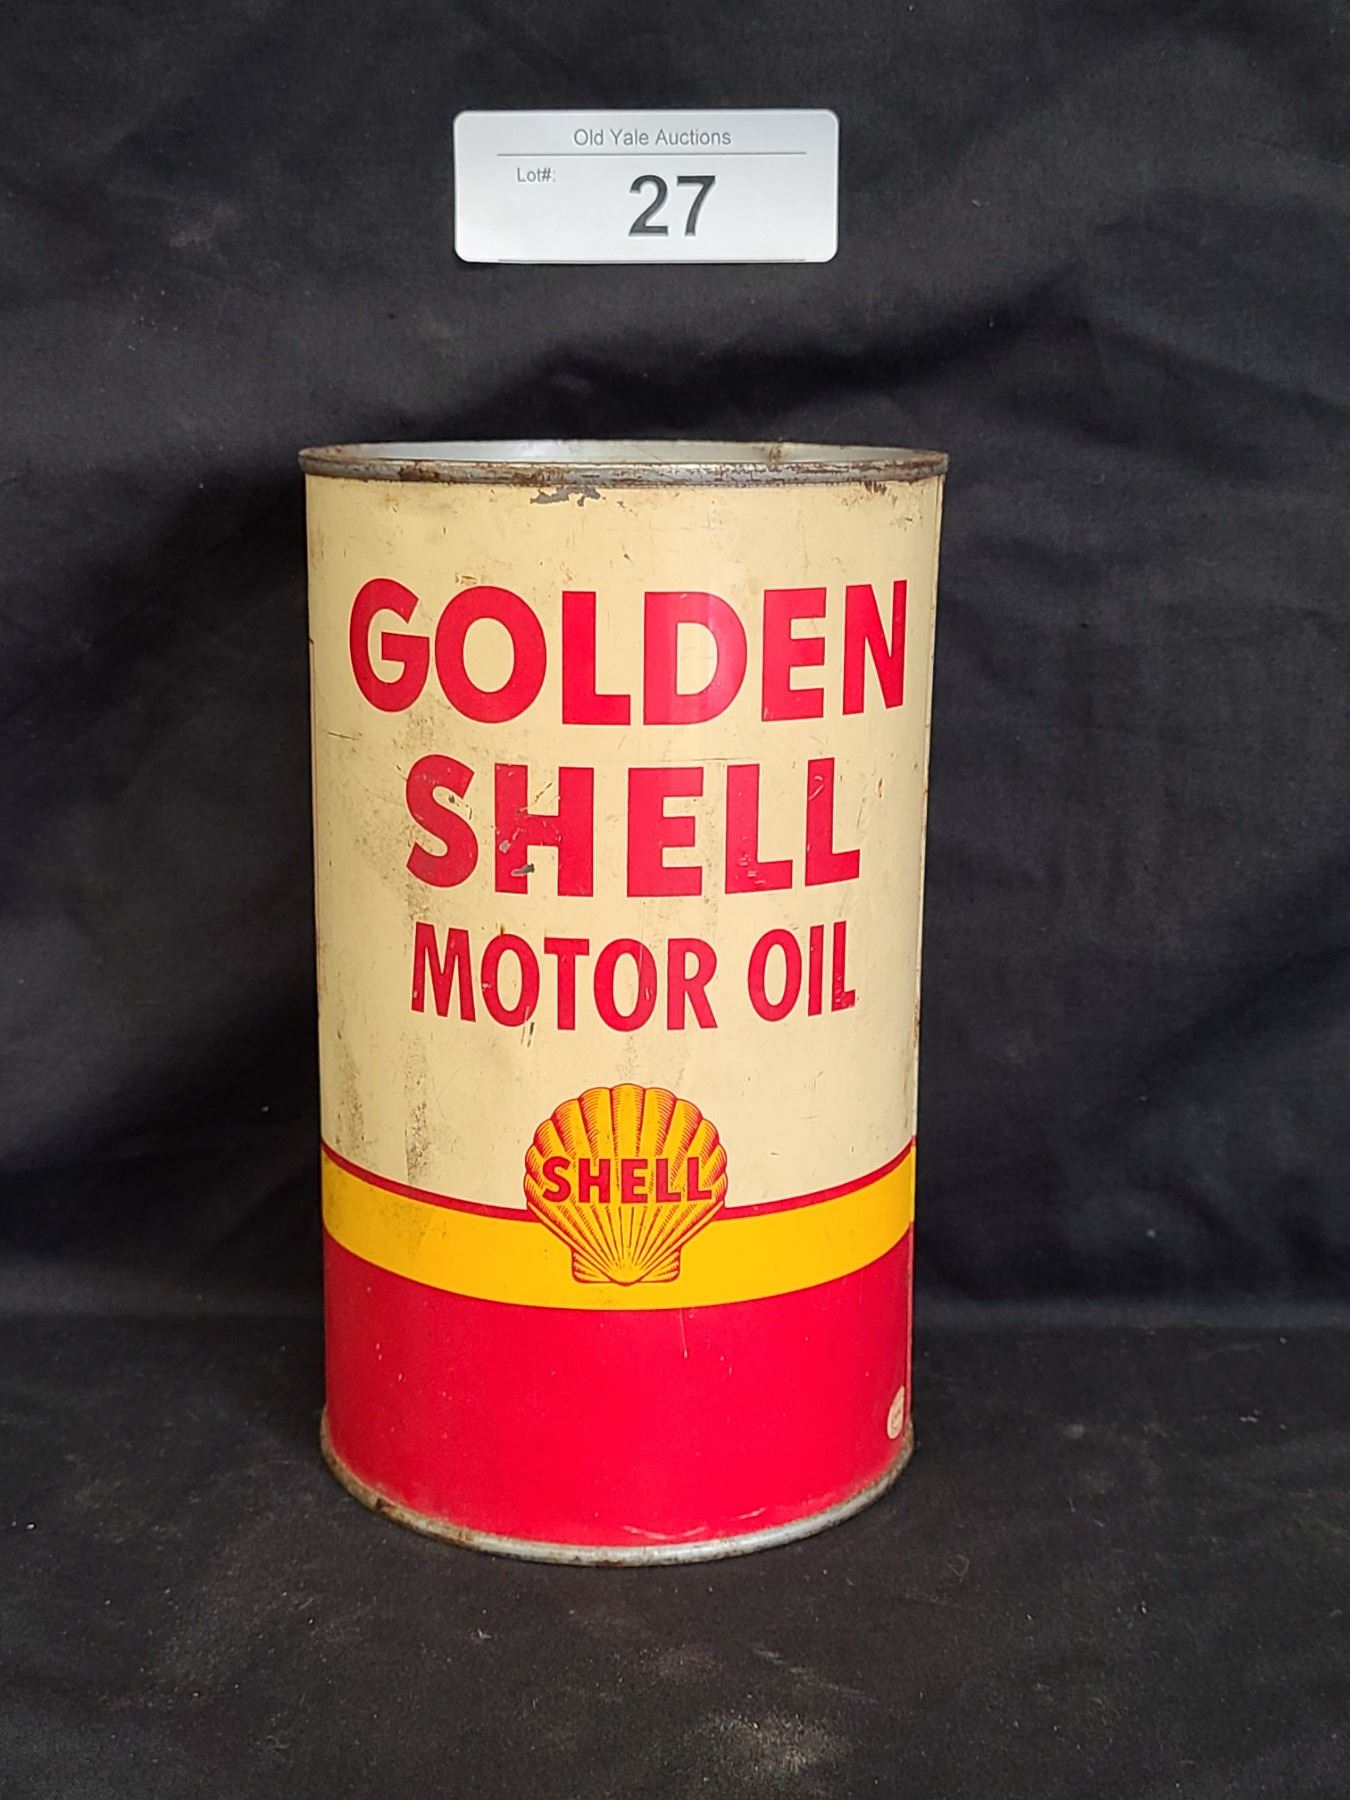 Old Yale Auctions
Lot#:
27
GOLDEN
SHELL
MOTOR OIL
SHELL